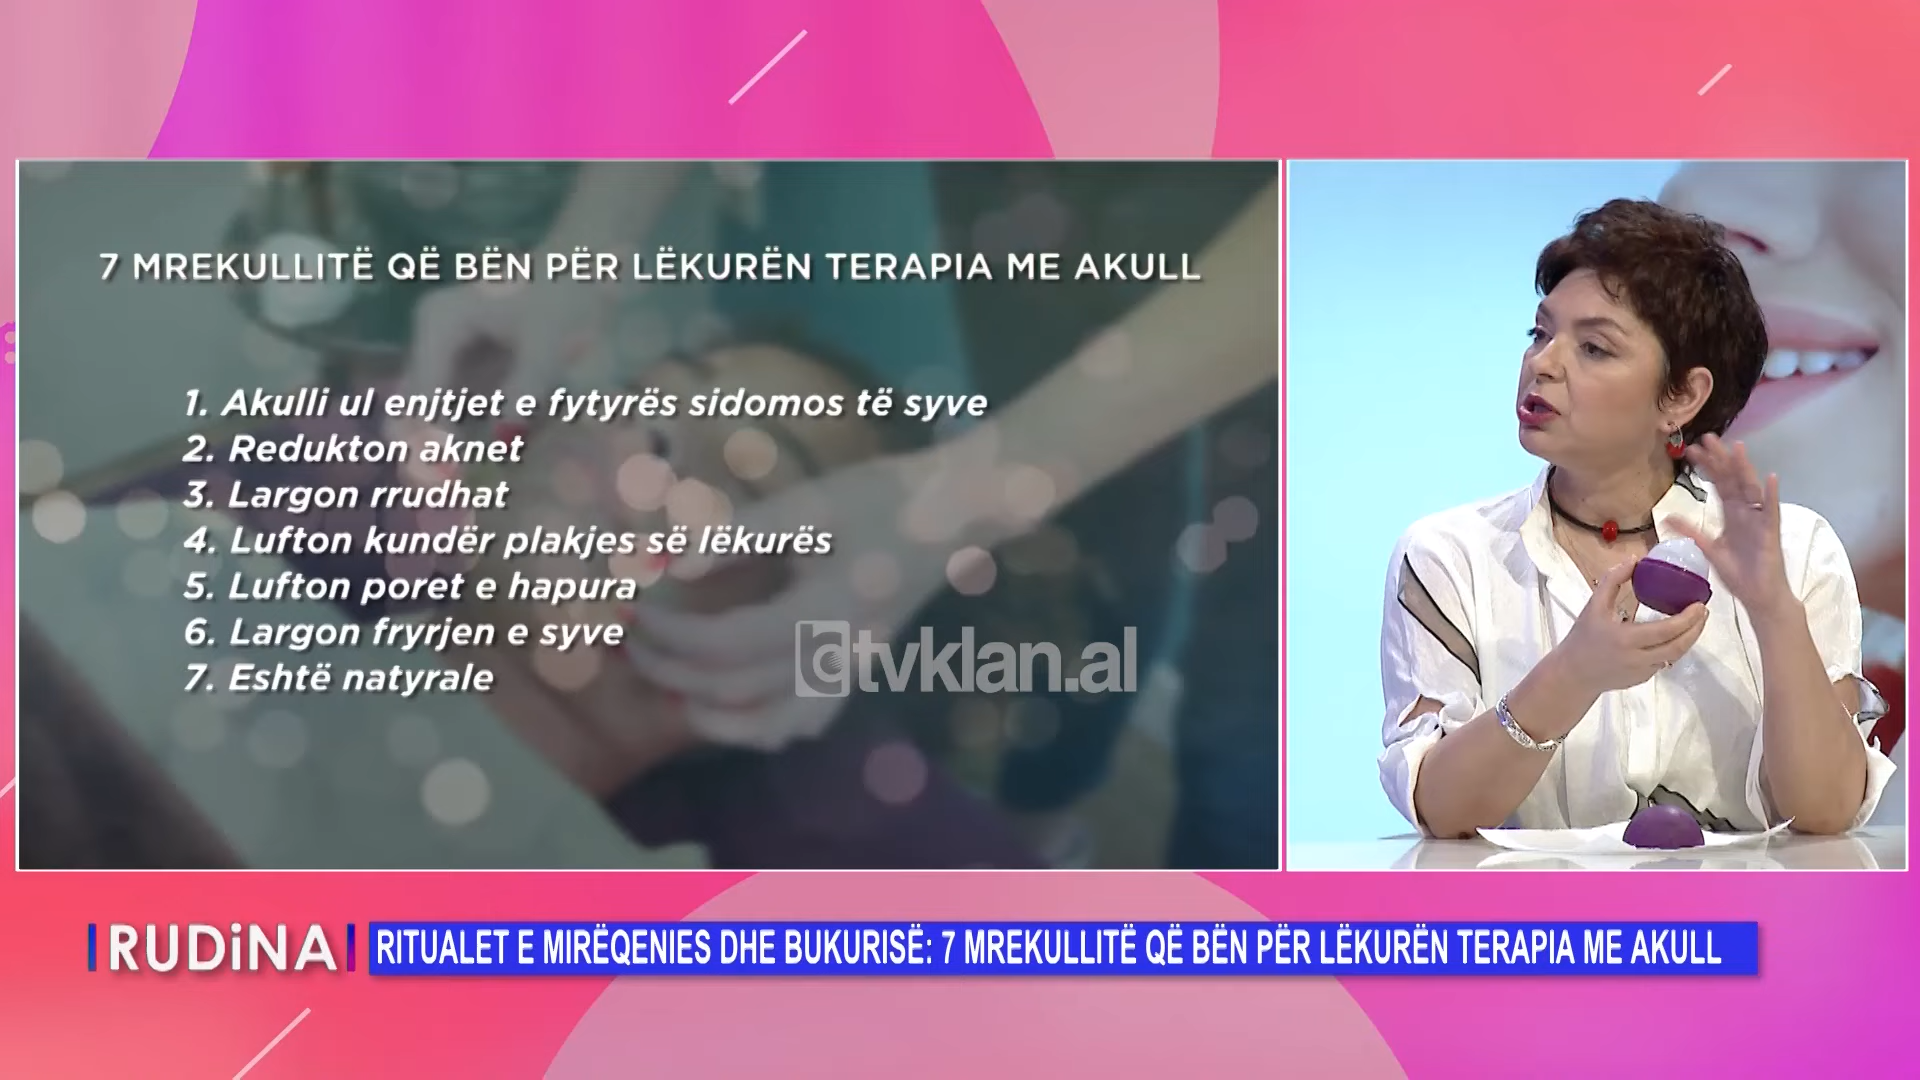 7 MREKULLITË QË BËN PËR LËKURËN TERAPIA ME AKULL
1. Akulli ul enjtjet e fytyrës sidomos të syve
2. Redukton aknet
3. Largon rrudhat
4. Lufton kundër plakjes së lëkurës
5. Lufton poret e hapura
6. Largon fryrjen e syve
7. Eshtë natyrale
tvklan.al
RUDiNA
RITUALET E MIRËQENIES DHE BUKURISË: 7 MREKULLITË QË BËN PËR LËKURËN TERAPIA ME AKULL